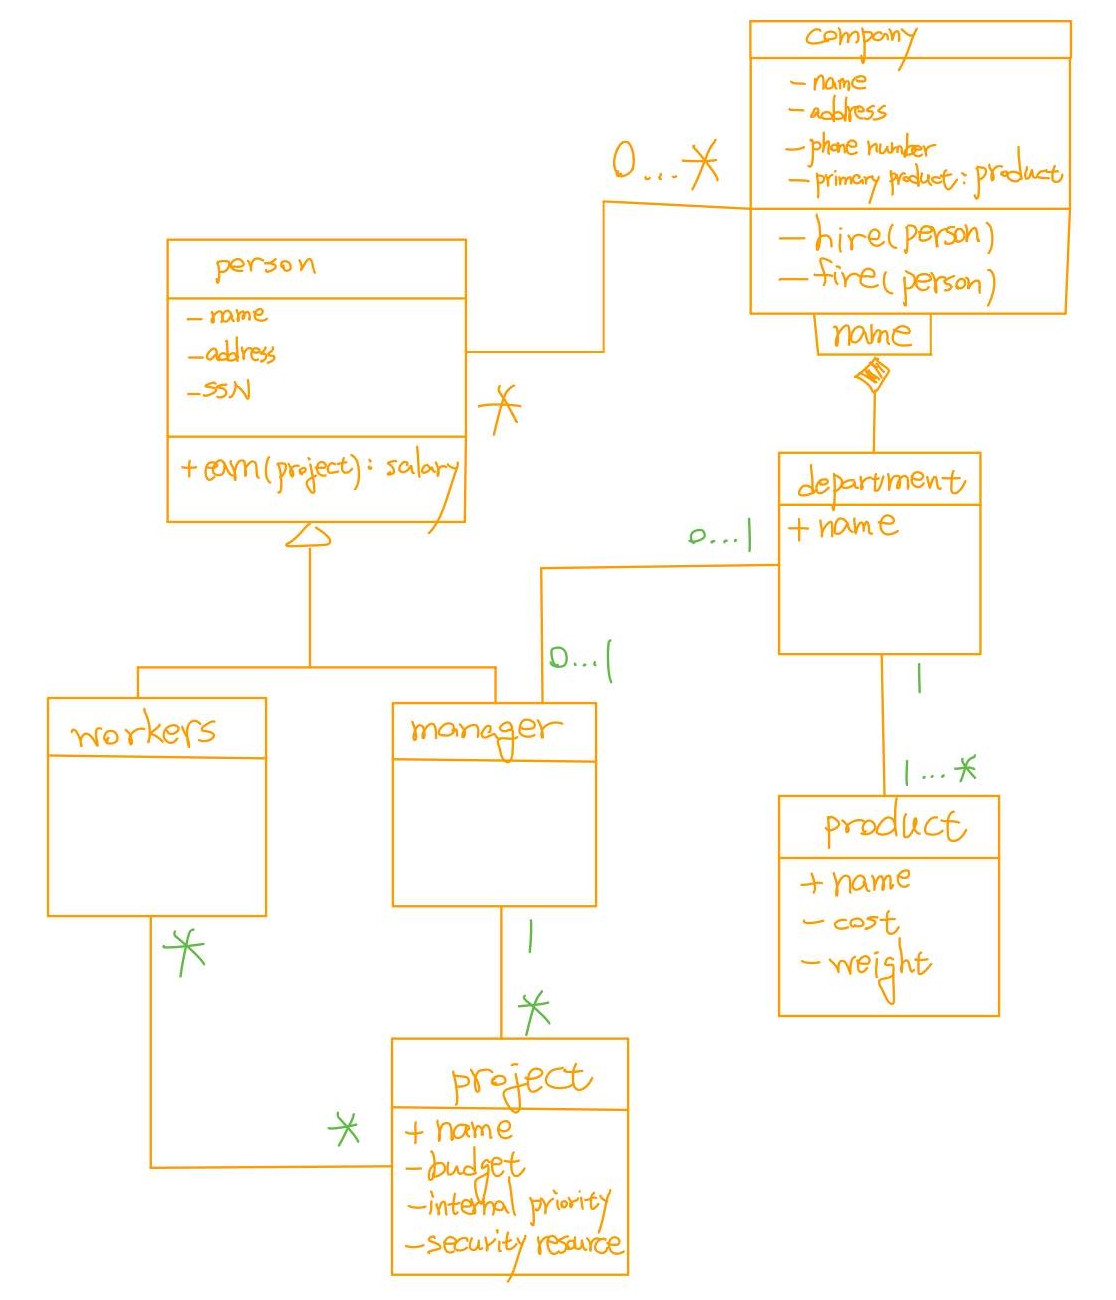 company
- name
- address
- phone number
- primary product : product
- hire(person)
- fire(person)
name
0...*
person
- name
- address
- SSN
+ earn(project) : salary
*
department
+ name
0...1
0...1
1
1...*
workers
manager
product
+ name
- cost
- weight
*
1
*
*
project
+ name
- budget
- internal priority
- security resource